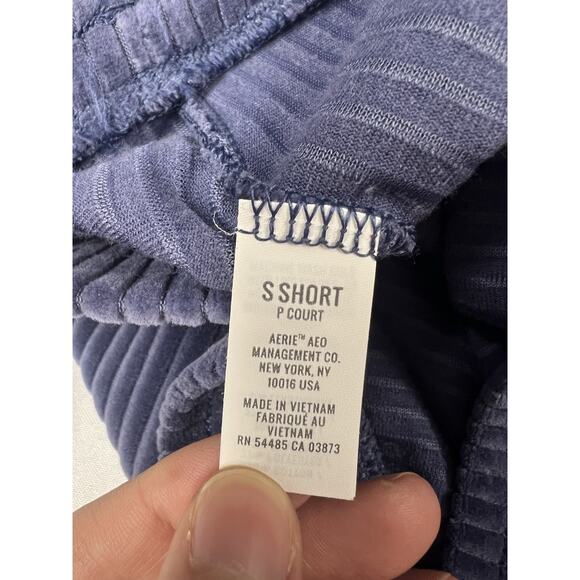 S SHORT
P COURT
AERIE™ AEO
MANAGEMENT CO.
NEW YORK, NY
10016 USA
MADE IN VIETNAM
FABRIQUÉ AU
VIETNAM
RN 54485 CA 03873